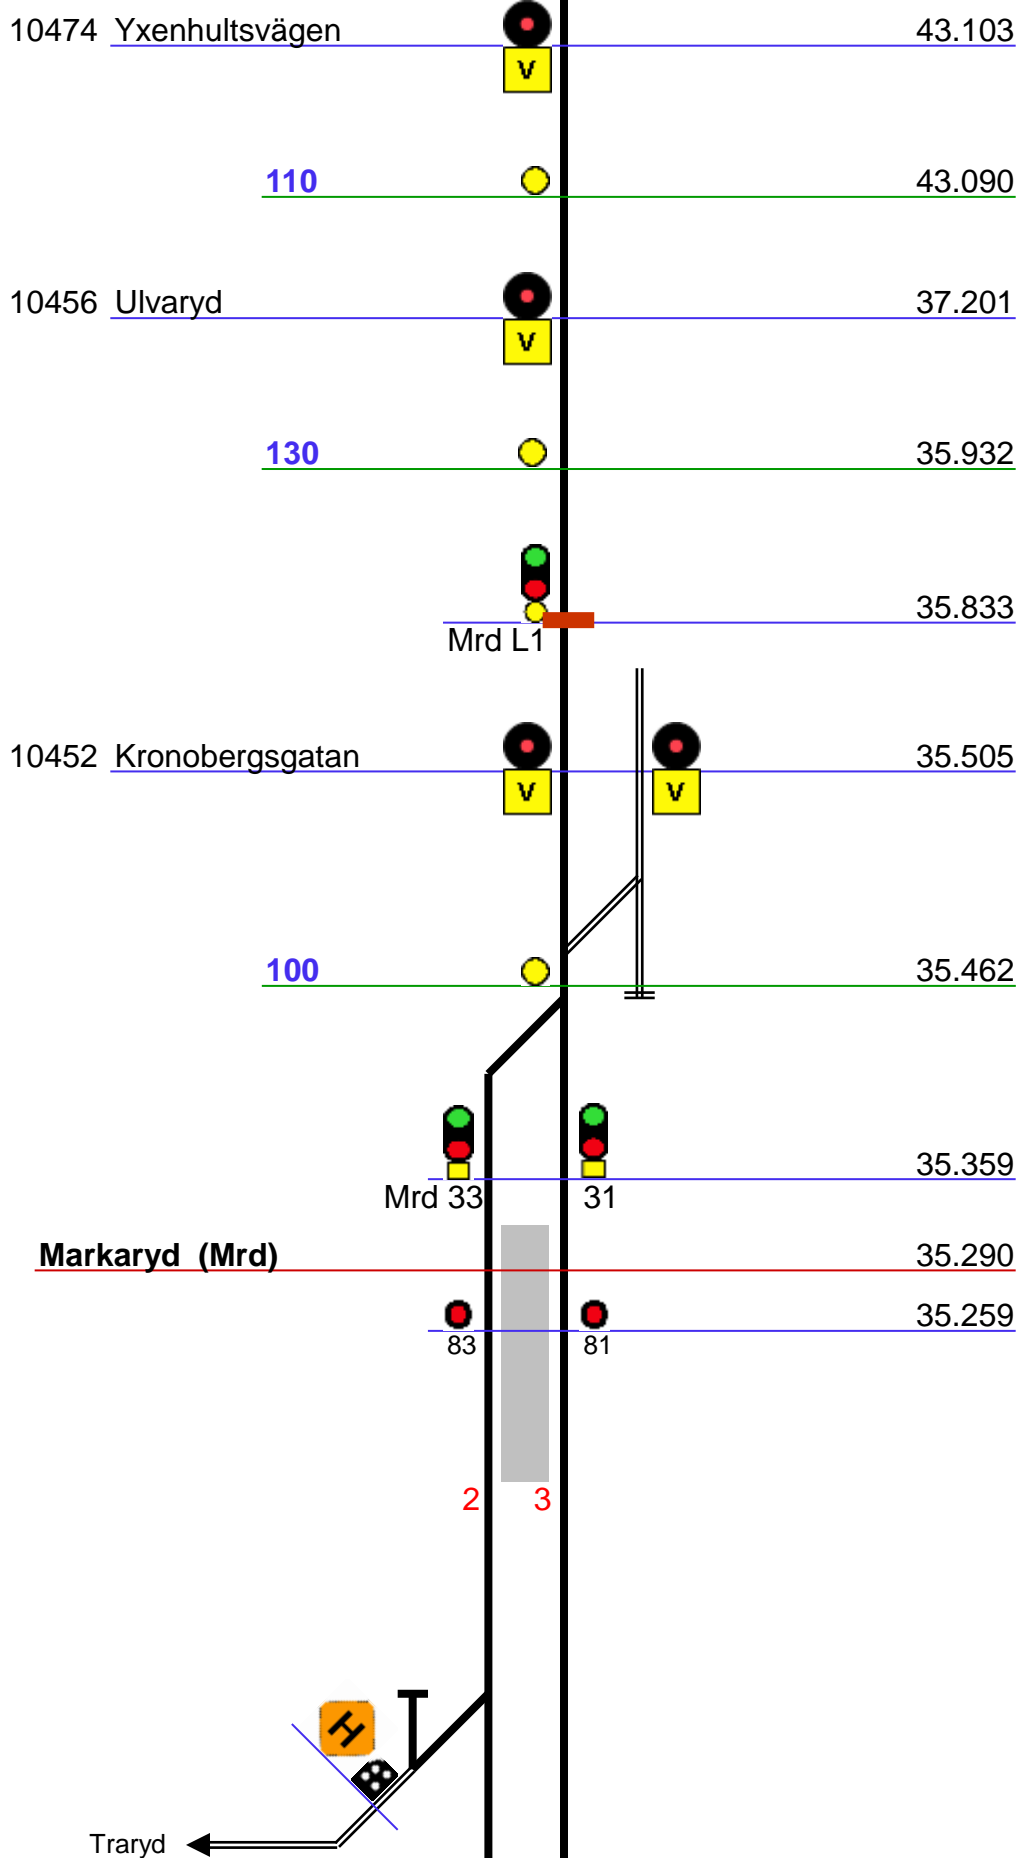 10474 Yxenhultsvägen 43.103
V
110 43.090
10456 Ulvaryd 37.201
V
130 35.932
35.833
Mrd L1
10452 Kronobergsgatan 35.505
V V
100 35.462
35.359
Mrd 33 31
Markaryd (Mrd) 35.290
35.259
83 81
2 3
H
Traryd